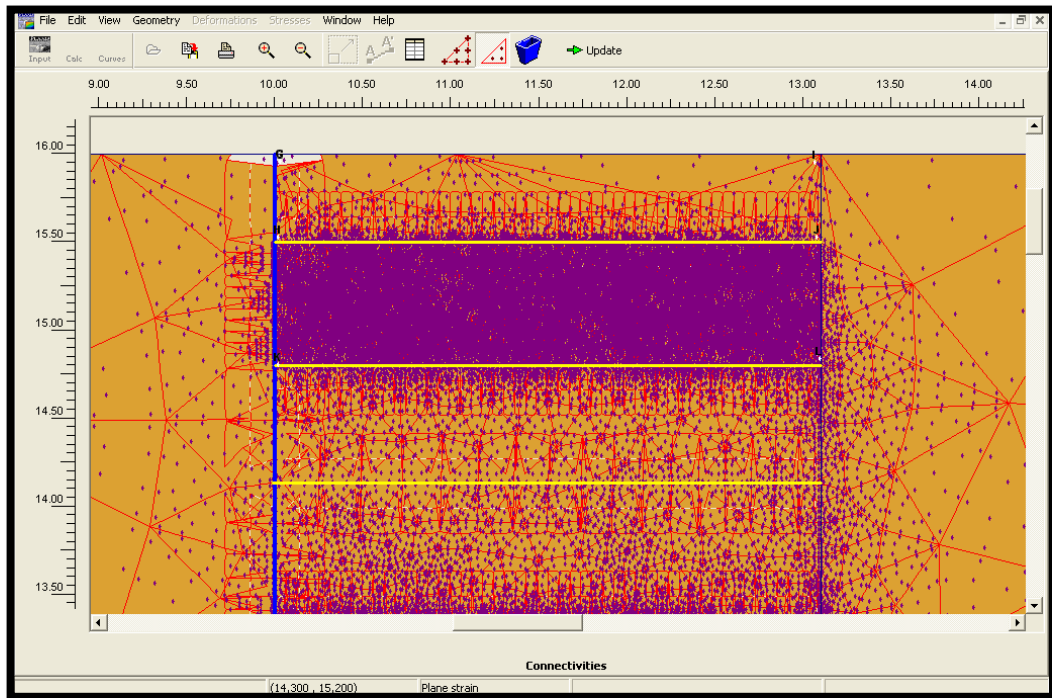 File Edit View Geometry Deformations Stresses Window Help
Input Calc Curves Update
9.00 9.50 10.00 10.50 11.00 11.50 12.00 12.50 13.00 14.00
16.00
G I
15.50
H J
15.00
K L
14.50
14.00
13.50
Connectivities
(14,300 , 15,200) Plane strain